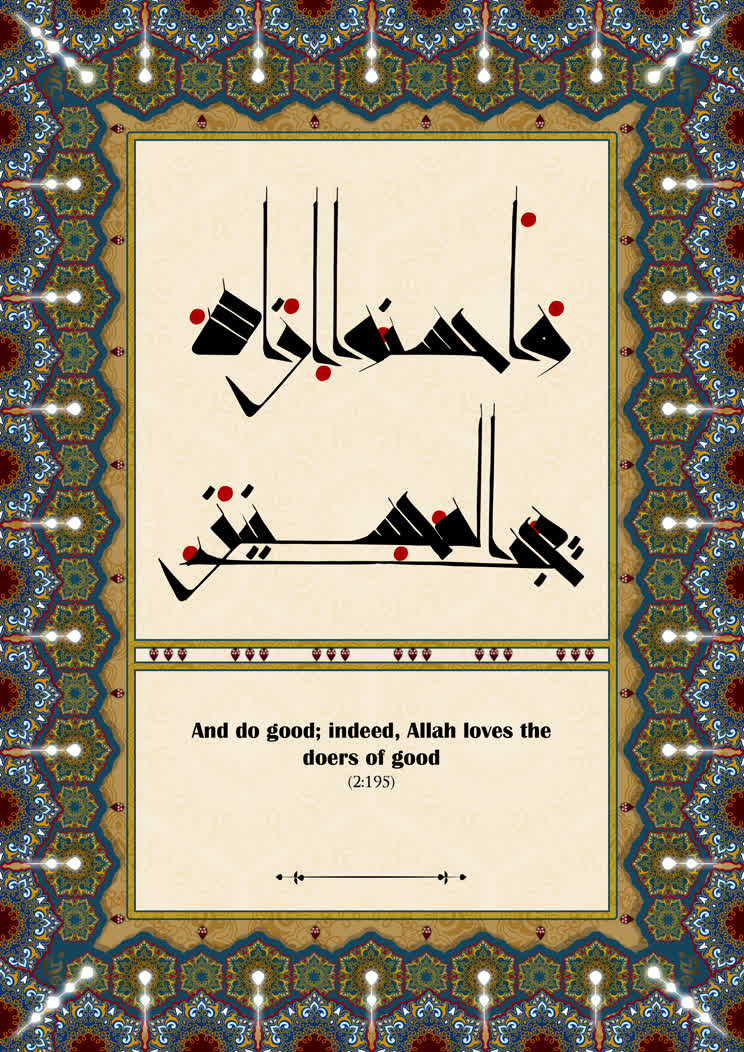 وأحسنوا إن الله
يحب المحسنين
And do good; indeed, Allah loves the
doers of good
(2:195)